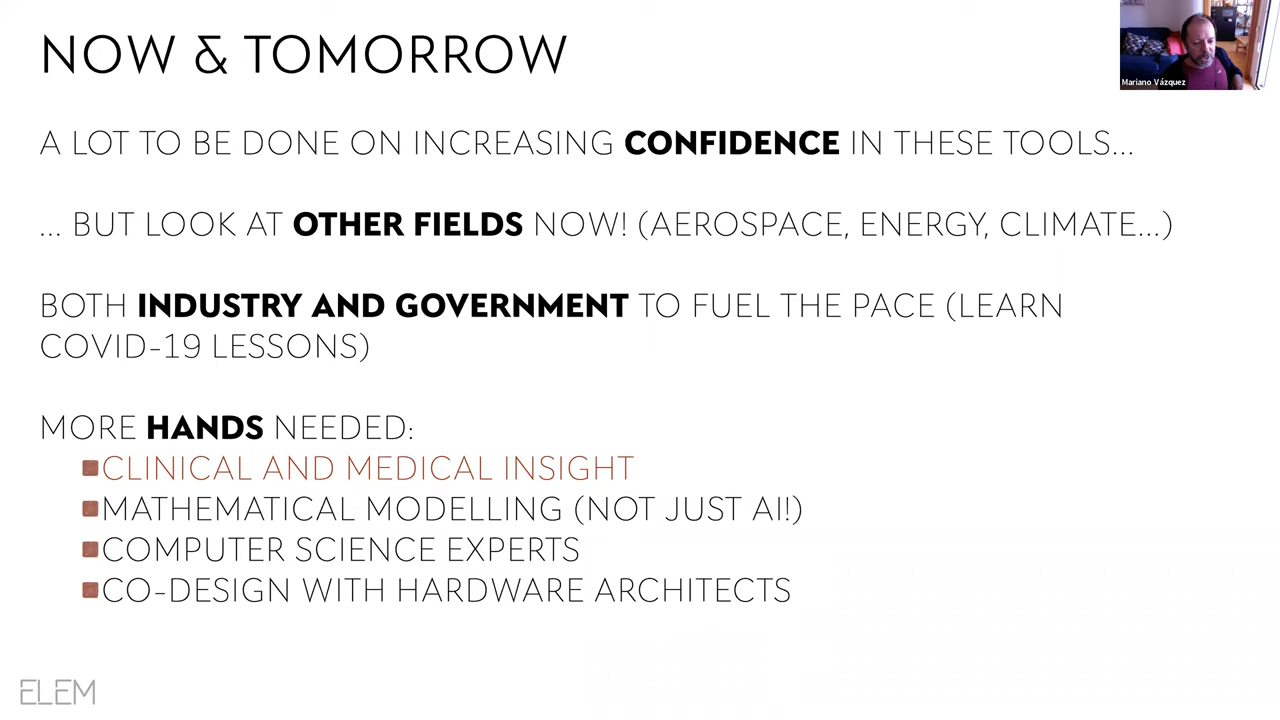 NOW & TOMORROW
Mariano Vázquez
A LOT TO BE DONE ON INCREASING CONFIDENCE IN THESE TOOLS...
... BUT LOOK AT OTHER FIELDS NOW! (AEROSPACE, ENERGY, CLIMATE...)
BOTH INDUSTRY AND GOVERNMENT TO FUEL THE PACE (LEARN
COVID-19 LESSONS)
MORE HANDS NEEDED:
CLINICAL AND MEDICAL INSIGHT
MATHEMATICAL MODELLING (NOT JUST AI!)
COMPUTER SCIENCE EXPERTS
CO-DESIGN WITH HARDWARE ARCHITECTS
ELEM